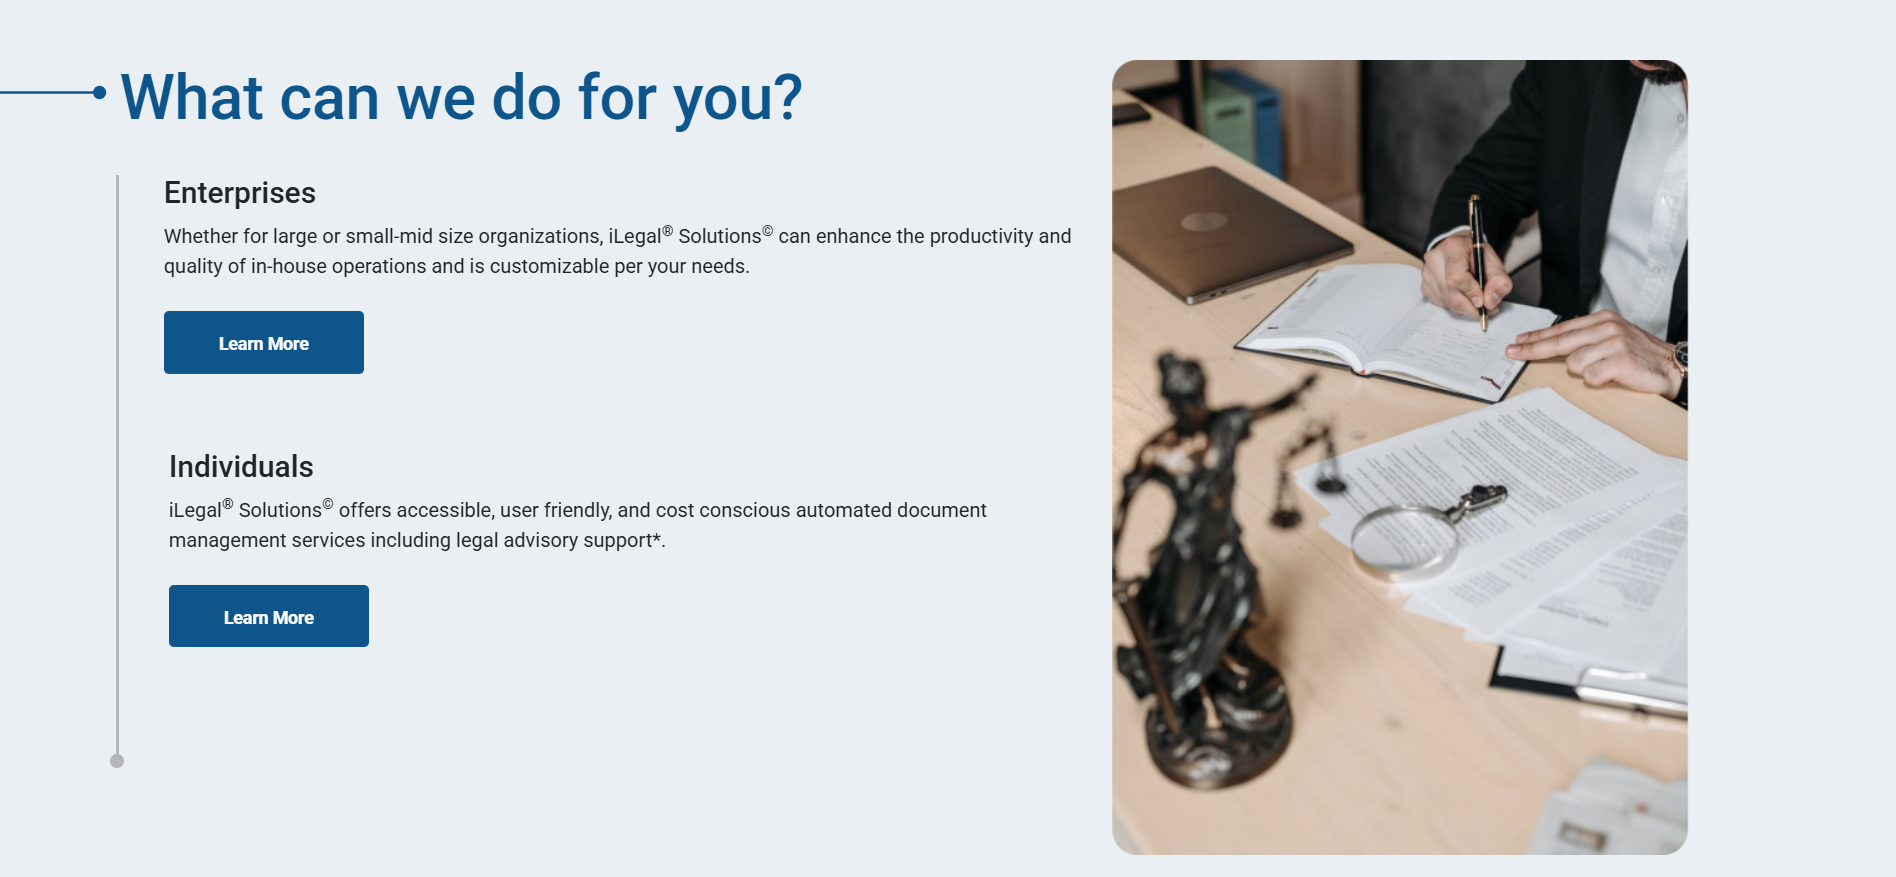 What can we do for you?
Enterprises
Whether for large or small-mid size organizations, iLegal® Solutions© can enhance the productivity and
quality of in-house operations and is customizable per your needs.
Learn More
Individuals
iLegal® Solutions© offers accessible, user friendly, and cost conscious automated document
management services including legal advisory support*.
Learn More